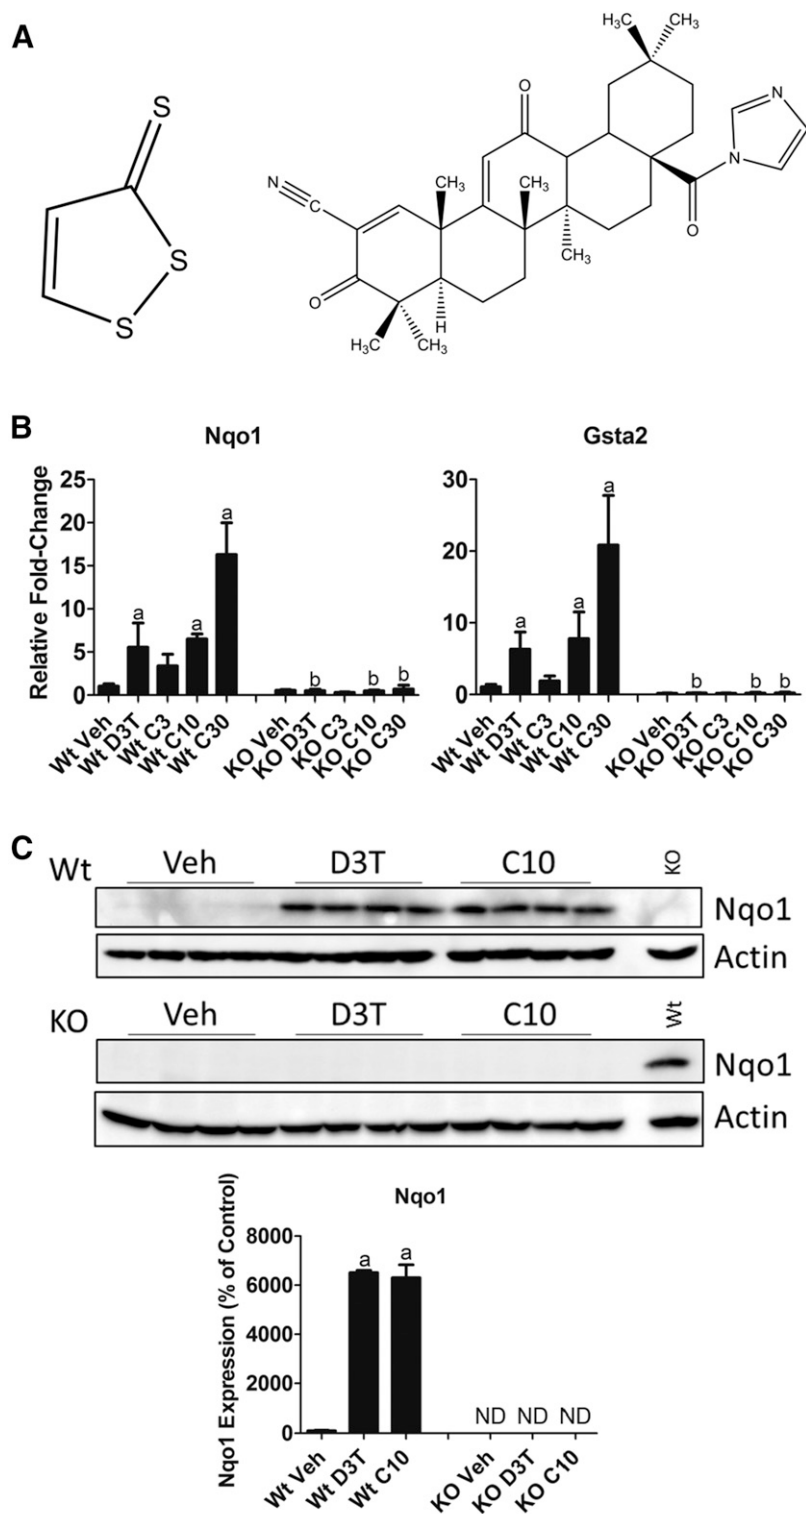 A
S
S
S
N
C
O
O
CH₃
CH₃
CH₃
H
H₃C
CH₃
H₃C
CH₃
N
N
O
B
Nqo1
Relative Fold-Change
25
20
15
10
5
0
a
a
a
b
b
b
Wt Veh
Wt D3T
Wt C3
Wt C10
Wt C30
KO Veh
KO D3T
KO C3
KO C10
KO C30
Gsta2
30
20
10
0
a
a
a
b
b
b
Wt Veh
Wt D3T
Wt C3
Wt C10
Wt C30
KO Veh
KO D3T
KO C3
KO C10
KO C30
C
Wt Veh D3T C10 KO
Nqo1
Actin
KO Veh D3T C10 Wt
Nqo1
Actin
Nqo1
Nqo1 Expression (% of Control)
8000
6000
4000
2000
0
a
a
ND ND ND
Wt Veh
Wt D3T
Wt C10
KO Veh
KO D3T
KO C10